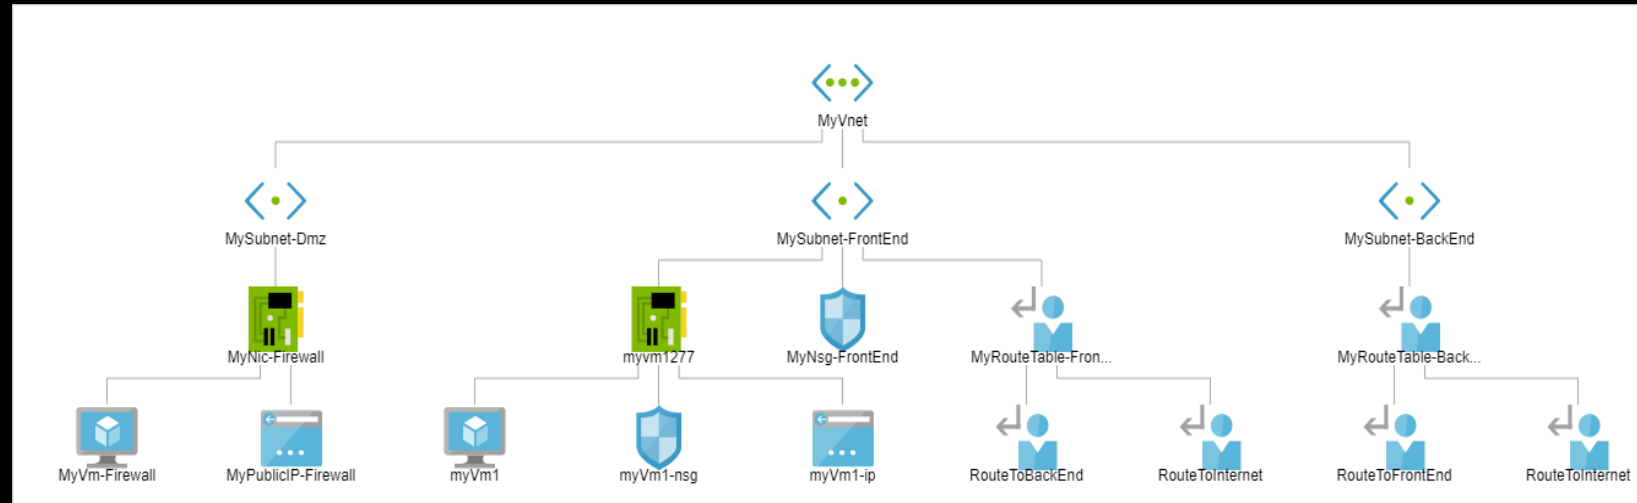 MyVnet
MySubnet-Dmz
MySubnet-FrontEnd
MySubnet-BackEnd
MyNic-Firewall
myvm1277
MyNsg-FrontEnd
MyRouteTable-Fron...
MyRouteTable-Back...
MyVm-Firewall
MyPublicIP-Firewall
myVm1
myVm1-nsg
myVm1-ip
RouteToBackEnd
RouteToInternet
RouteToFrontEnd
RouteToInternet